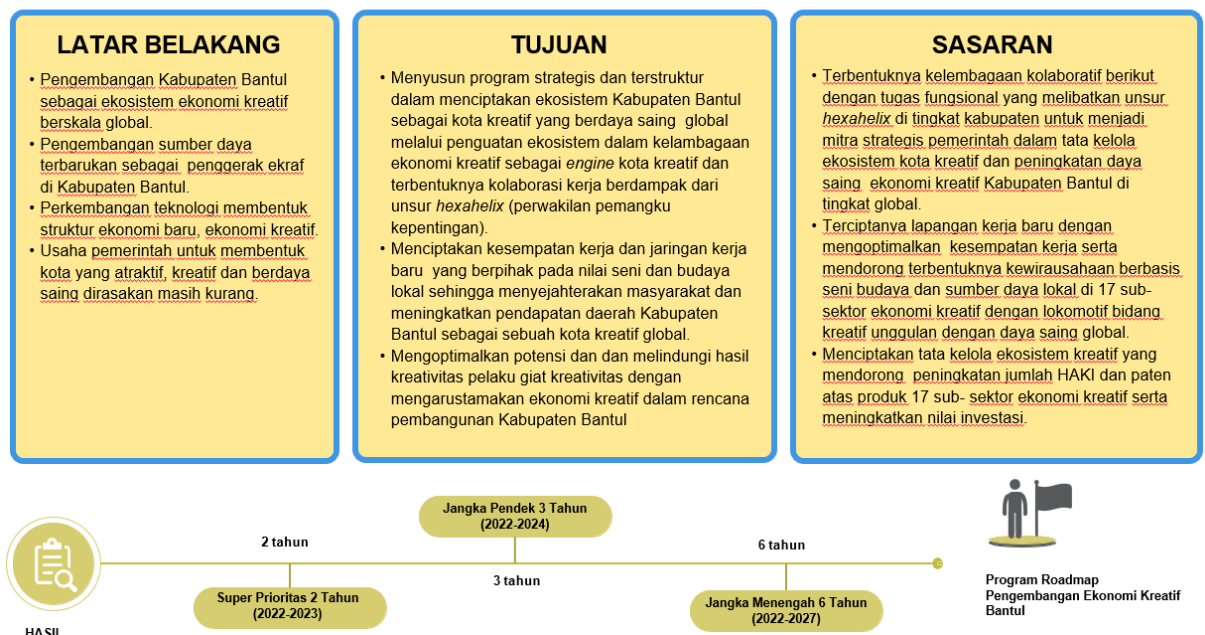 LATAR BELAKANG
• Pengembangan Kabupaten Bantul
sebagai ekosistem ekonomi kreatif
berskala global.
• Pengembangan sumber daya
terbarukan sebagai penggerak ekraf
di Kabupaten Bantul.
• Perkembangan teknologi membentuk
struktur ekonomi baru, ekonomi kreatif.
• Usaha pemerintah untuk membentuk
kota yang atraktif, kreatif dan berdaya
saing dirasakan masih kurang.
TUJUAN
• Menyusun program strategis dan terstruktur
dalam menciptakan ekosistem Kabupaten Bantul
sebagai kota kreatif yang berdaya saing global
melalui penguatan ekosistem dalam kelambagaan
ekonomi kreatif sebagai engine kota kreatif dan
terbentuknya kolaborasi kerja berdampak dari
unsur hexahelix (perwakilan pemangku
kepentingan).
• Menciptakan kesempatan kerja dan jaringan kerja
baru yang berpihak pada nilai seni dan budaya
lokal sehingga menyejahterakan masyarakat dan
meningkatkan pendapatan daerah Kabupaten
Bantul sebagai sebuah kota kreatif global.
• Mengoptimalkan potensi dan dan melindungi hasil
kreativitas pelaku giat kreativitas dengan
mengarustamakan ekonomi kreatif dalam rencana
pembangunan Kabupaten Bantul
SASARAN
• Terbentuknya kelembagaan kolaboratif berikut
dengan tugas fungsional yang melibatkan unsur
hexahelix di tingkat kabupaten untuk menjadi
mitra strategis pemerintah dalam tata kelola
ekosistem kota kreatif dan peningkatan daya
saing ekonomi kreatif Kabupaten Bantul di
tingkat global.
• Terciptanya lapangan kerja baru dengan
mengoptimalkan kesempatan kerja serta
mendorong terbentuknya kewirausahaan berbasis
seni budaya dan sumber daya lokal di 17 sub-
sektor ekonomi kreatif dengan lokomotif bidang
kreatif unggulan dengan daya saing global.
• Menciptakan tata kelola ekosistem kreatif yang
mendorong peningkatan jumlah HAKI dan paten
atas produk 17 sub- sektor ekonomi kreatif serta
meningkatkan nilai investasi.
Jangka Pendek 3 Tahun
(2022-2024)
2 tahun
6 tahun
3 tahun
Super Prioritas 2 Tahun
(2022-2023)
Jangka Menengah 6 Tahun
(2022-2027)
Program Roadmap
Pengembangan Ekonomi Kreatif
Bantul
HASIL